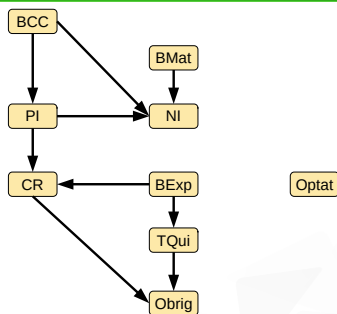 BCC
BMat
PI
NI
CR
BExp
Optat
TQui
Obrig